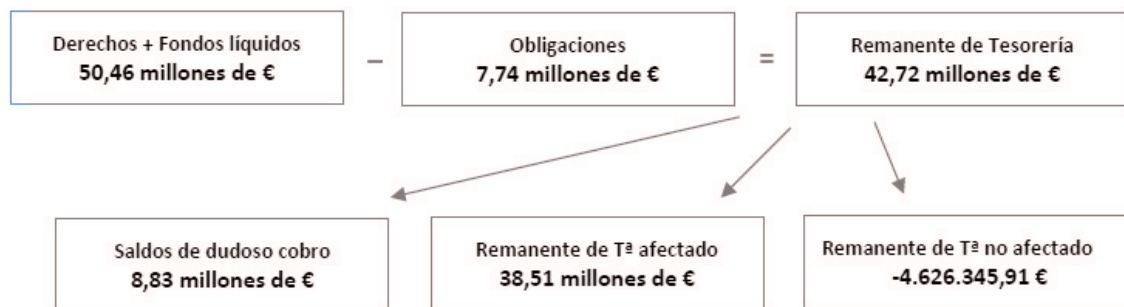 Derechos + Fondos líquidos
50,46 millones de €
–
Obligaciones
7,74 millones de €
=
Remanente de Tesorería
42,72 millones de €
Saldos de dudoso cobro
8,83 millones de €
Remanente de Tª afectado
38,51 millones de €
Remanente de Tª no afectado
-4.626.345,91 €